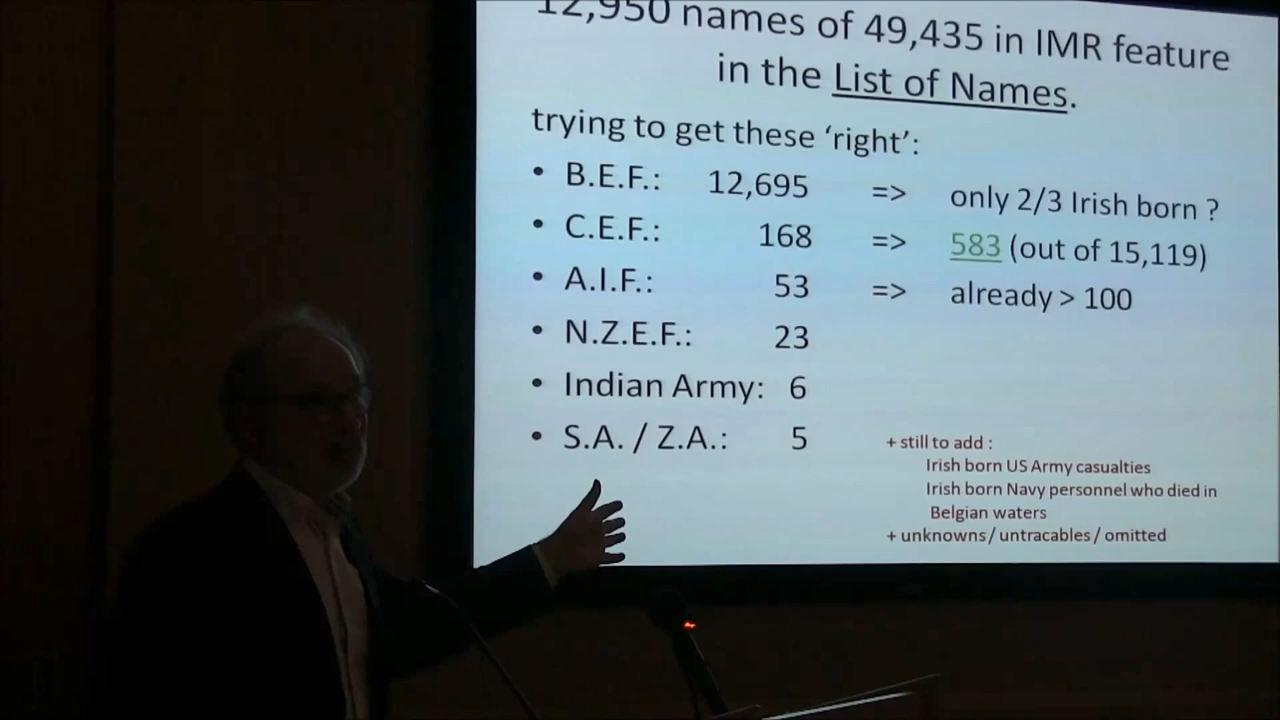 12,950 names of 49,435 in IMR feature
in the List of Names.
trying to get these ‘right’:
• B.E.F.: 12,695 => only 2/3 Irish born ?
• C.E.F.: 168 => 583 (out of 15,119)
• A.I.F.: 53 => already > 100
• N.Z.E.F.: 23
• Indian Army: 6
• S.A. / Z.A.: 5
+ still to add :
Irish born US Army casualties
Irish born Navy personnel who died in
Belgian waters
+ unknowns / untracables / omitted